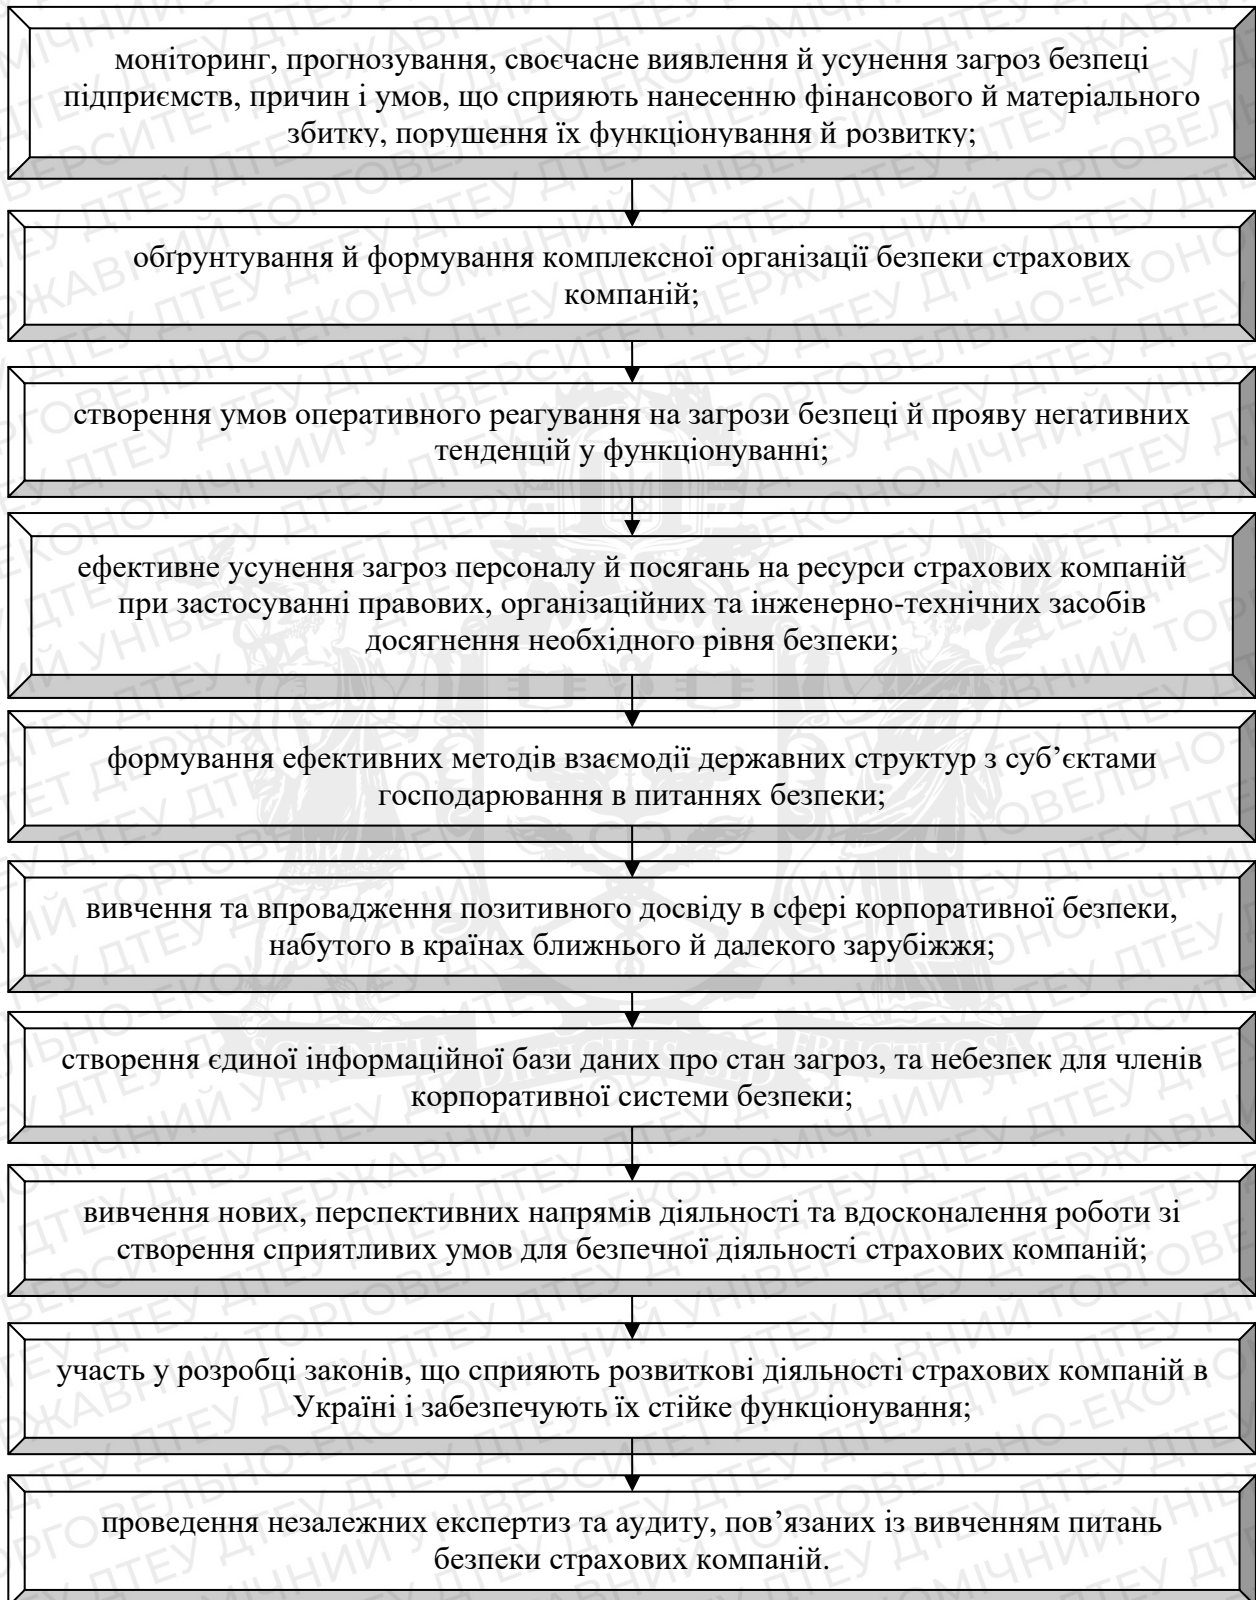 моніторинг, прогнозування, своєчасне виявлення й усунення загроз безпеці
підприємств, причин і умов, що сприяють нанесенню фінансового й матеріального
збитку, порушення їх функціонування й розвитку;
обґрунтування й формування комплексної організації безпеки страхових
компаній;
створення умов оперативного реагування на загрози безпеці й прояву негативних
тенденцій у функціонуванні;
ефективне усунення загроз персоналу й посягань на ресурси страхових компаній
при застосуванні правових, організаційних та інженерно-технічних засобів
досягнення необхідного рівня безпеки;
формування ефективних методів взаємодії державних структур з суб’єктами
господарювання в питаннях безпеки;
вивчення та впровадження позитивного досвіду в сфері корпоративної безпеки,
набутого в країнах ближнього й далекого зарубіжжя;
створення єдиної інформаційної бази даних про стан загроз, та небезпек для членів
корпоративної системи безпеки;
вивчення нових, перспективних напрямів діяльності та вдосконалення роботи зі
створення сприятливих умов для безпечної діяльності страхових компаній;
участь у розробці законів, що сприяють розвиткові діяльності страхових компаній в
Україні і забезпечують їх стійке функціонування;
проведення незалежних експертиз та аудиту, пов’язаних із вивченням питань
безпеки страхових компаній.